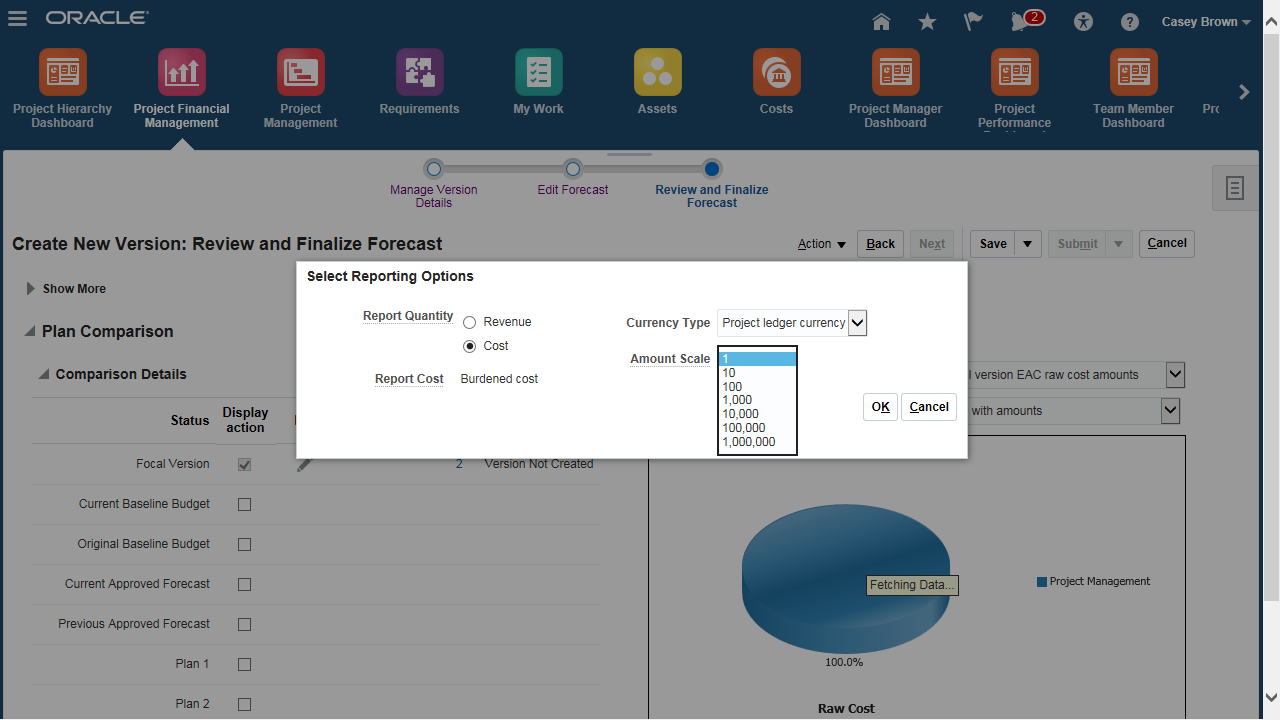 ORACLE
2
Casey Brown
Project Hierarchy
Dashboard
Project Financial
Management
Project
Management
Requirements
My Work
Assets
Costs
Project Manager
Dashboard
Project
Performance
Team Member
Dashboard
Manage Version
Details
Edit Forecast
Review and Finalize
Forecast
Create New Version: Review and Finalize Forecast
Action
Back
Next
Save
Submit
Cancel
Show More
Select Reporting Options
Report Quantity
Revenue
Cost
Report Cost
Burdened cost
Currency Type
Project ledger currency
Amount Scale
1
10
100
1,000
10,000
100,000
1,000,000
OK
Cancel
Plan Comparison
Comparison Details
version EAC raw cost amounts
with amounts
Status
Display
action
Focal Version
2
Version Not Created
Current Baseline Budget
Original Baseline Budget
Current Approved Forecast
Previous Approved Forecast
Plan 1
Plan 2
Fetching Data...
Project Management
100.0%
Raw Cost